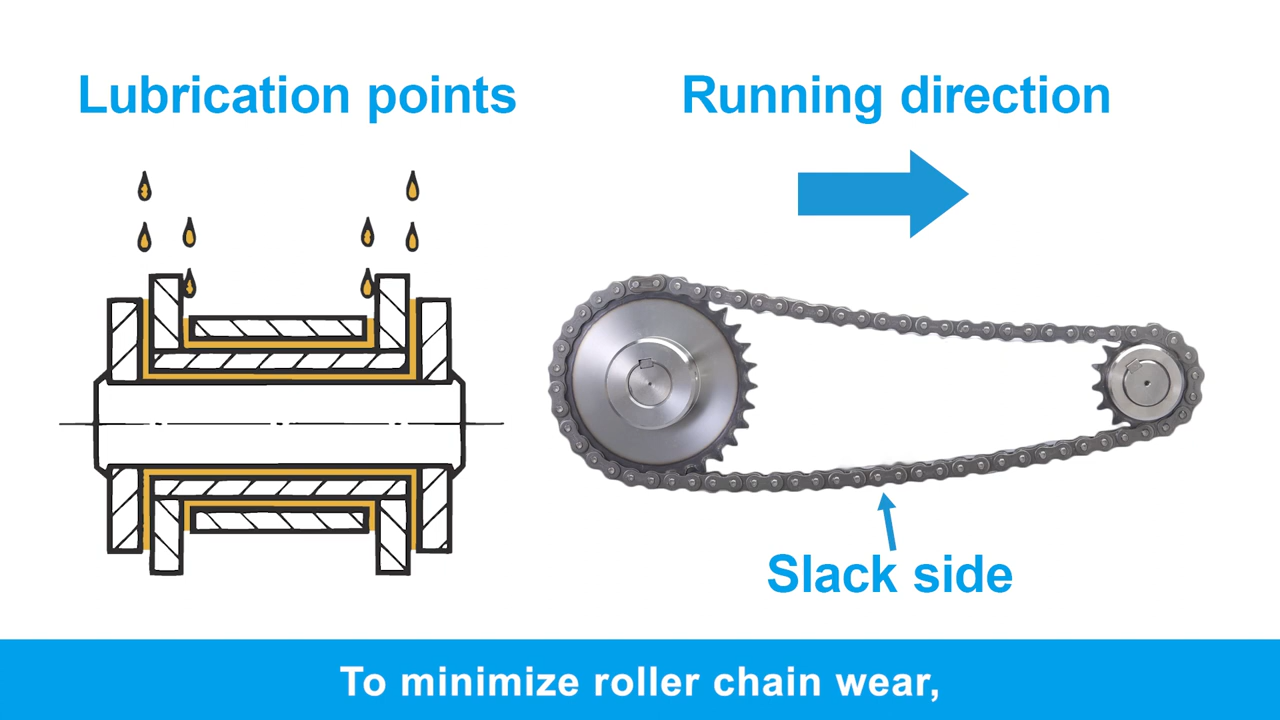 Lubrication points
Running direction
Slack side
To minimize roller chain wear,